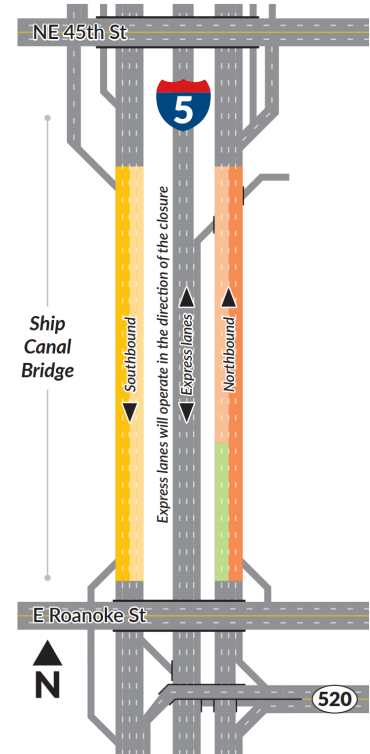 NE 45th St
5
Express lanes will operate in the direction of the closure
Southbound
Express lanes
Northbound
Ship
Canal
Bridge
E Roanoke St
N
520